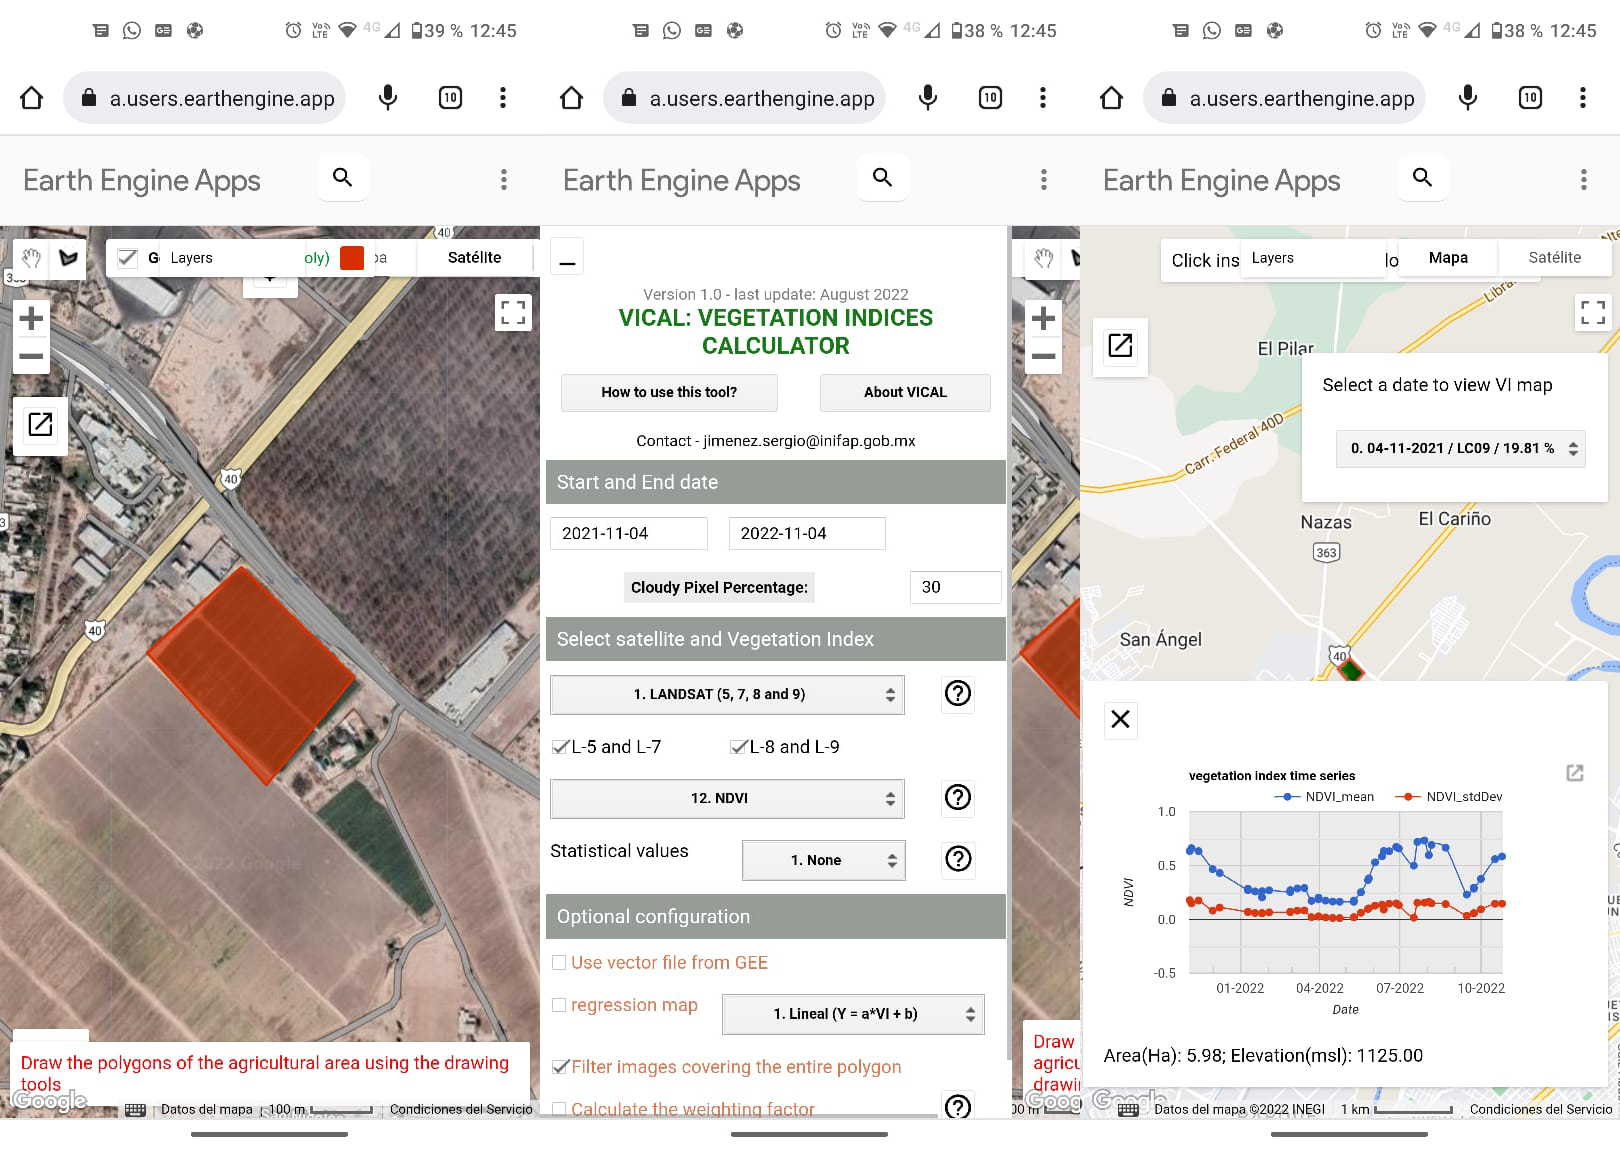 4G 39 % 12:45
a.users.earthengine.app
10
Earth Engine Apps
40
G Layers oly) pa Satélite
40
40
3
©2022 Google
Draw the polygons of the agricultural area using the drawing
tools
Google
Datos del mapa 100 m Condiciones del Servicio
4G 38 % 12:45
a.users.earthengine.app
10
Earth Engine Apps
Version 1.0 - last update: August 2022
VICAL: VEGETATION INDICES
CALCULATOR
How to use this tool? About VICAL
Contact - jimenez.sergio@inifap.gob.mx
Start and End date
2021-11-04 2022-11-04
Cloudy Pixel Percentage: 30
Select satellite and Vegetation Index
1. LANDSAT (5, 7, 8 and 9)
L-5 and L-7 L-8 and L-9
12. NDVI
Statistical values 1. None
Optional configuration
Use vector file from GEE
regression map 1. Lineal (Y = a*VI + b)
Filter images covering the entire polygon
Calculate the weighting factor
Draw
agricu
drawin
Goog
00 m
4G 38 % 12:45
a.users.earthengine.app
10
Earth Engine Apps
Click ins Layers lo Mapa Satélite
El Pilar
Select a date to view VI map
0. 04-11-2021 / LC09 / 19.81 %
Carr. Federal 40D
Nazas El Cariño
363
San Ángel
40
vegetation index time series
NDVI_mean NDVI_stdDev
1.0
0.5
0.0
-0.5
NDVI
01-2022 04-2022 07-2022 10-2022
Date
Area(Ha): 5.98; Elevation(msl): 1125.00
Google
Datos del mapa ©2022 INEGI 1 km Condiciones del Servicio